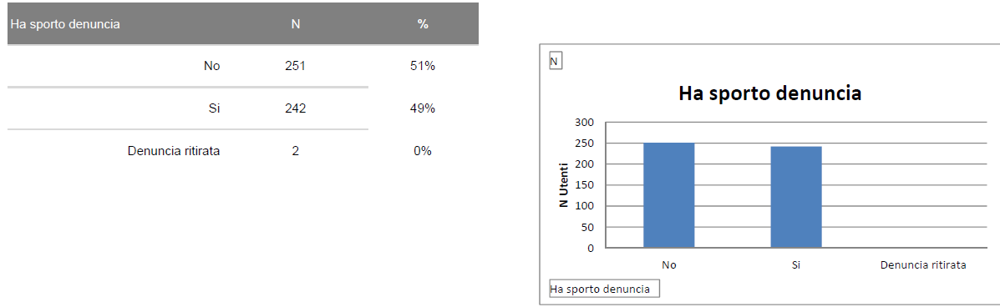 Ha sporto denuncia N %
No 251 51%
Si 242 49%
Denuncia ritirata 2 0%
N
Ha sporto denuncia
300
250
200
150
100
50
0
N Utenti
No Si Denuncia ritirata
Ha sporto denuncia